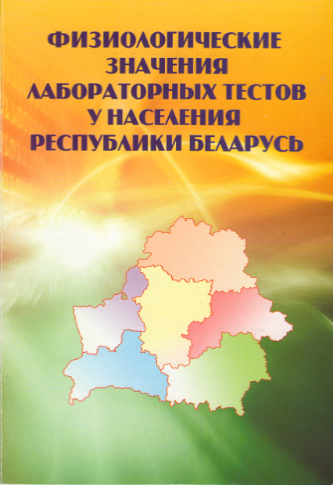 ФИЗИОЛОГИЧЕСКИЕ
ЗНАЧЕНИЯ
ЛАБОРАТОРНЫХ ТЕСТОВ
У НАСЕЛЕНИЯ
РЕСПУБЛИКИ БЕЛАРУСЬ